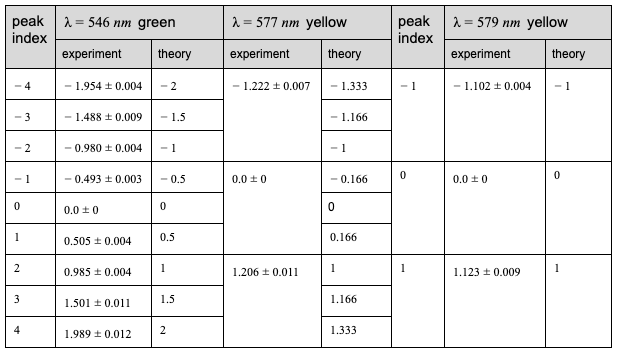 peak index λ = 546 nm green λ = 577 nm yellow peak index λ = 579 nm yellow
experiment theory experiment theory experiment theory
− 4 − 1.954 ± 0.004 − 2 − 1.222 ± 0.007 − 1.333 − 1 − 1.102 ± 0.004 − 1
− 3 − 1.488 ± 0.009 − 1.5 − 1.166
− 2 − 0.980 ± 0.004 − 1 − 1
− 1 − 0.493 ± 0.003 − 0.5 0.0 ± 0 − 0.166 0 0.0 ± 0 0
0 0.0 ± 0 0 0
1 0.505 ± 0.004 0.5 0.166
2 0.985 ± 0.004 1 1.206 ± 0.011 1 1 1.123 ± 0.009 1
3 1.501 ± 0.011 1.5 1.166
4 1.989 ± 0.012 2 1.333